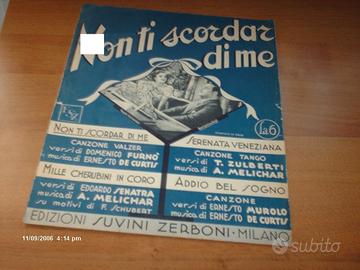 Non ti scordar
di me
L.6
NON TI SCORDAR DI ME
CANZONE VALZER
versi di DOMENICO FURNÒ
musica di ERNESTO DE CURTIS
SERENATA VENEZIANA
CANZONE TANGO
versi di T. ZULBERTI
musica di A. MELICHAR
MILLE CHERUBINI IN CORO
versi di EDOARDO SENATRA
musica di A. MELICHAR
su motivi di F. SCHUBERT
ADDIO BEL SOGNO
CANZONE
versi di ERNESTO MUROLO
musica di ERNESTO DE CURTIS
EDIZIONI SUVINI ZERBONI · MILANO
11/09/2006 4:14 pm
subito